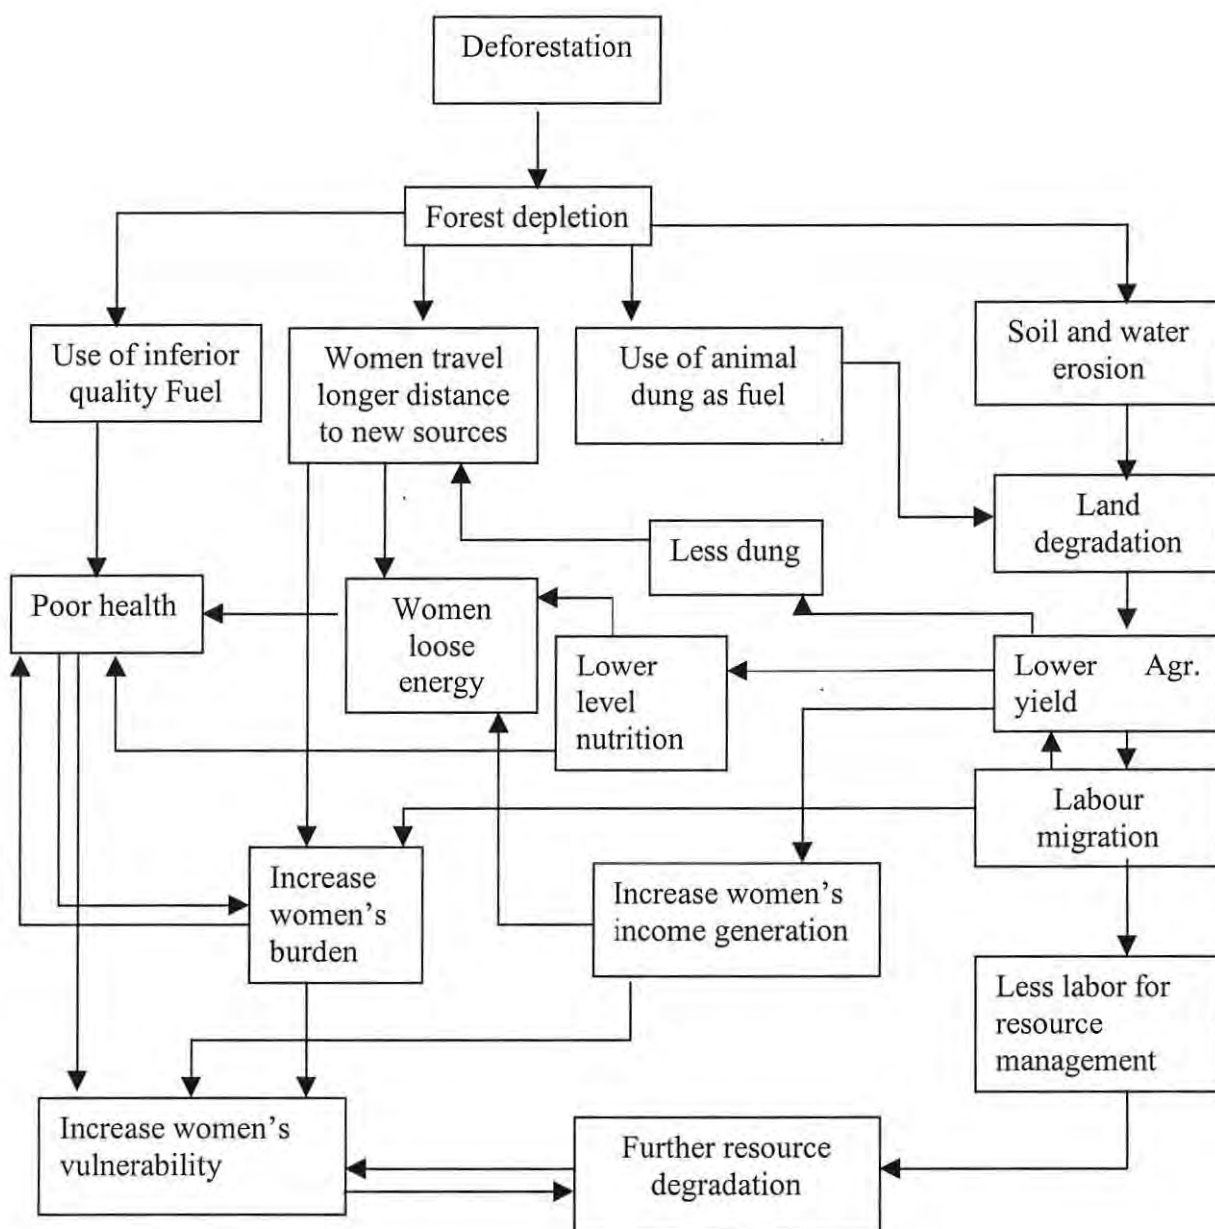 Deforestation
Forest depletion
Use of inferior
quality Fuel
Women travel
longer distance
to new sources
Use of animal
dung as fuel
Soil and water
erosion
Land
degradation
Less dung
Poor health
Women
loose
energy
Lower
level
nutrition
Lower Agr.
yield
Labour
migration
Increase
women's
burden
Increase women's
income generation
Less labor for
resource
management
Increase women's
vulnerability
Further resource
degradation